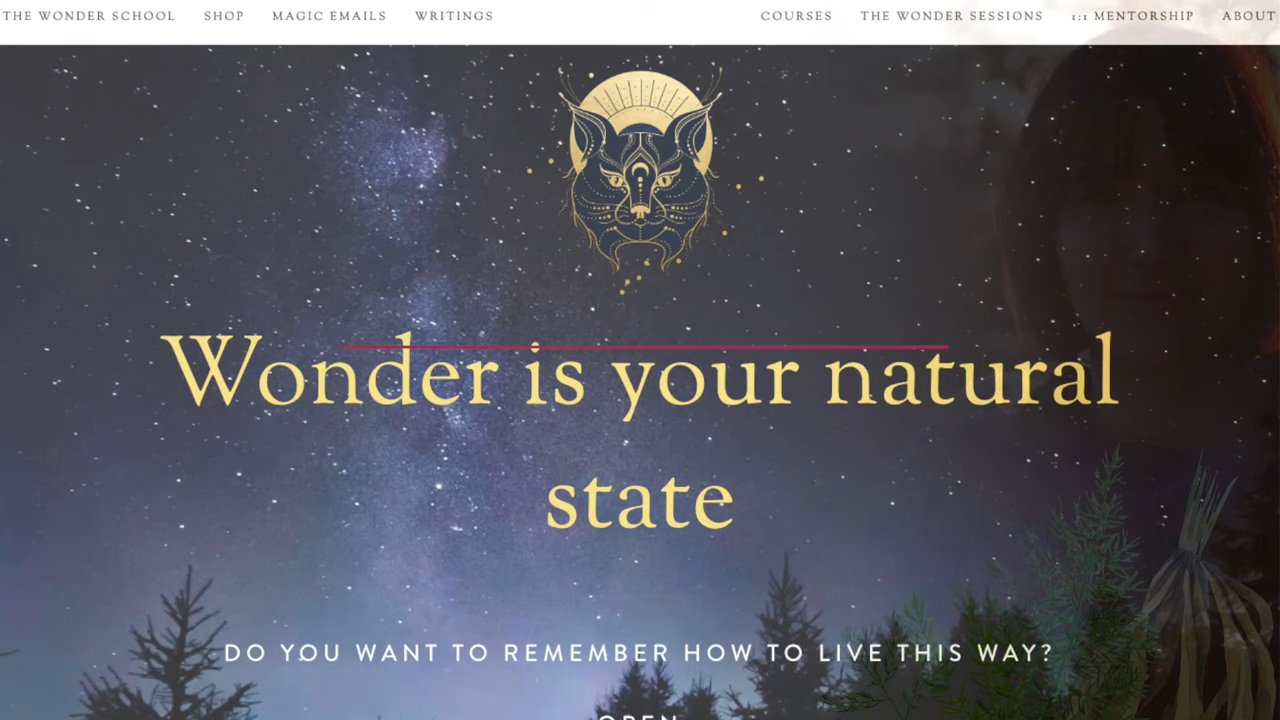 THE WONDER SCHOOL SHOP MAGIC EMAILS WRITINGS COURSES THE WONDER SESSIONS 1:1 MENTORSHIP ABOUT
Wonder is your natural
state
DO YOU WANT TO REMEMBER HOW TO LIVE THIS WAY?
OPEN